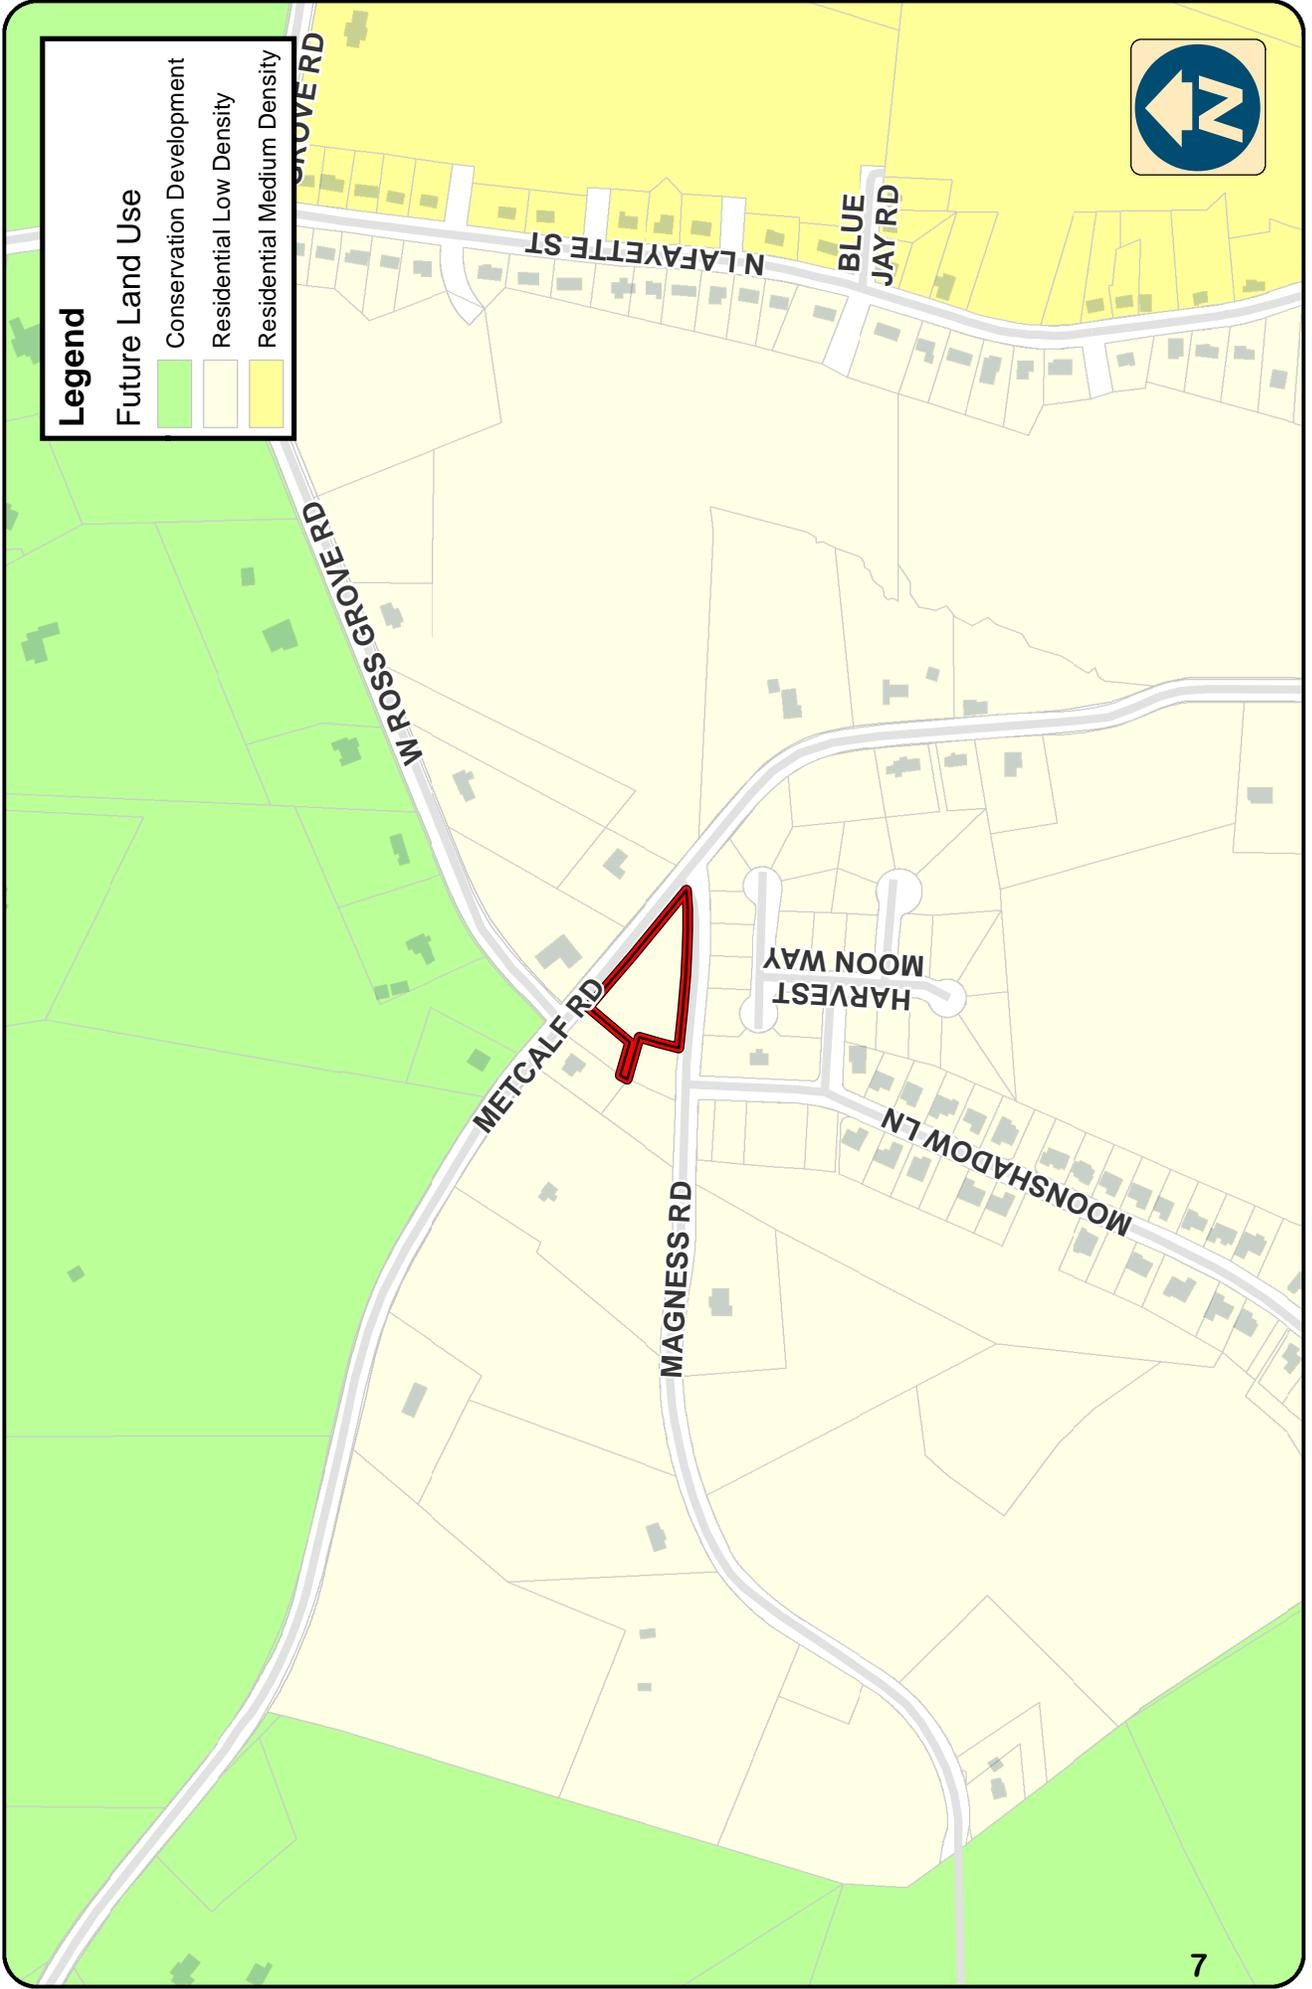 Legend
Future Land Use
Conservation Development
Residential Low Density
Residential Medium Density
GROVE RD
N LAFAYETTE ST
BLUE
JAY RD
W ROSS GROVE RD
METCALF RD
HARVEST
MOON WAY
MOONSHADOW LN
MAGNESS RD
N
7